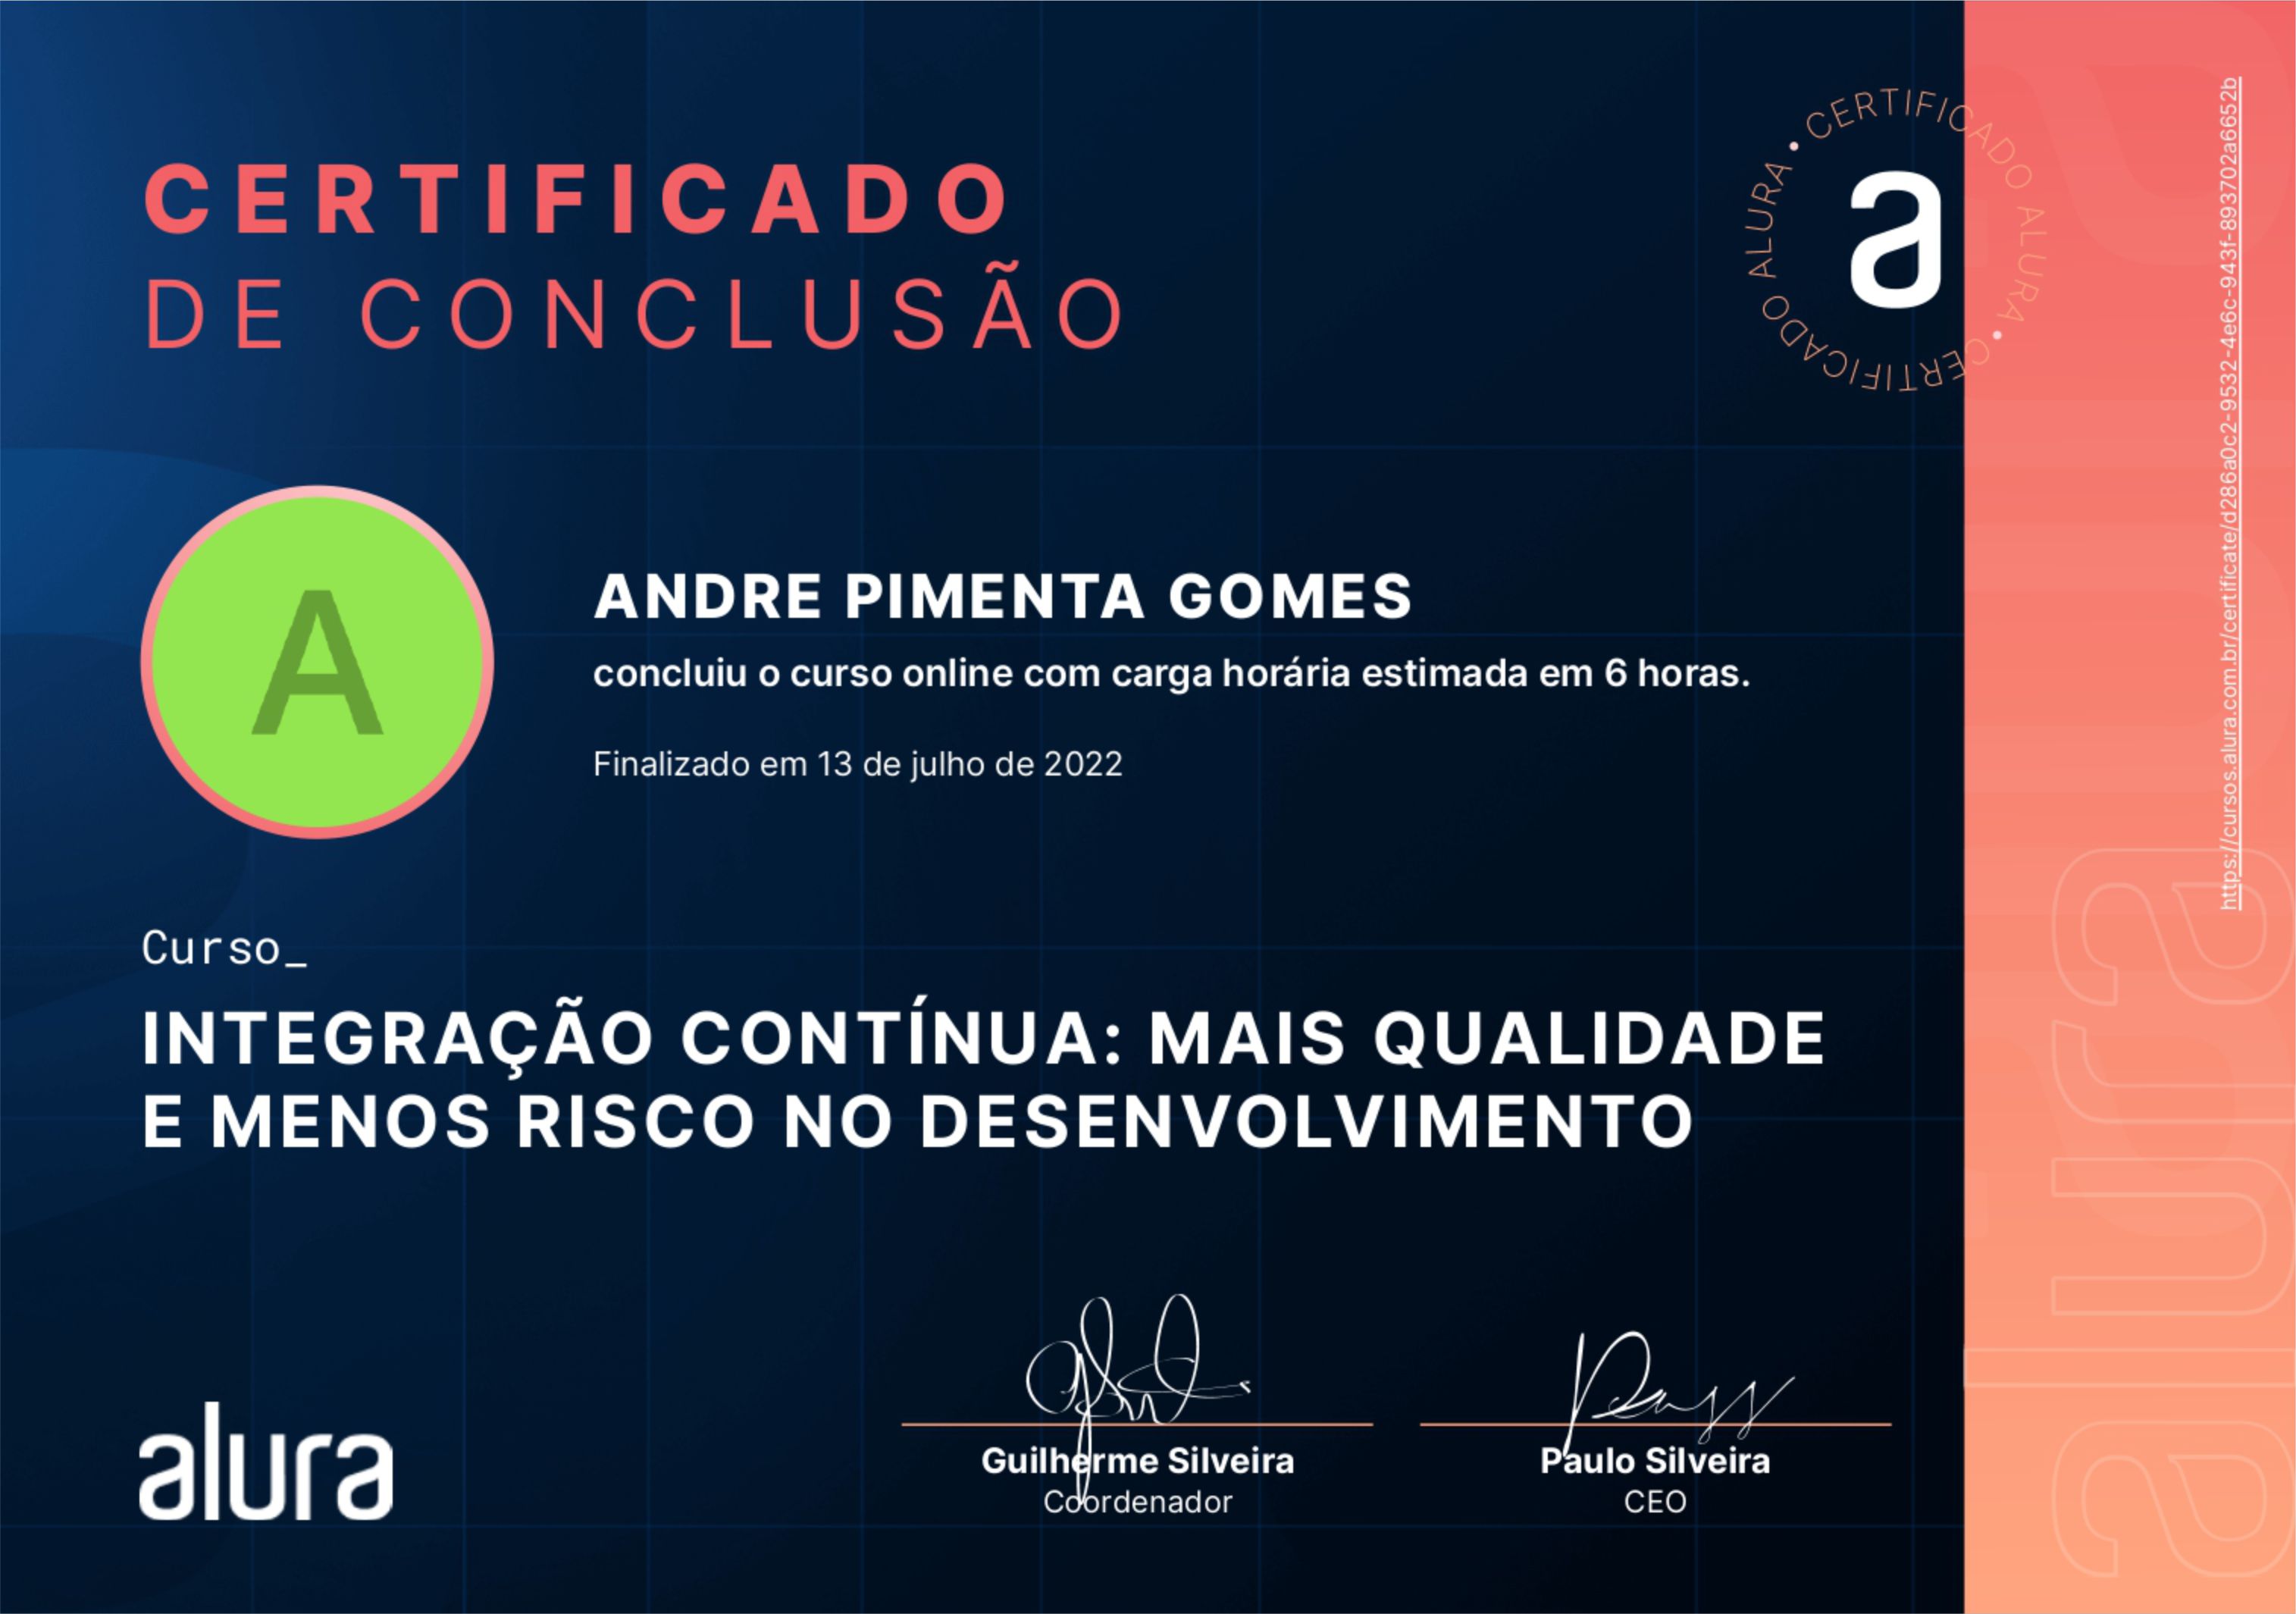 CERTIFICADO
DE CONCLUSÃO
CERTIFICADO ALURA • CERTIFICADO ALURA •
a
https://cursos.alura.com.br/certificate/d286a0c2-9532-4e6c-943f-893702a6652b
A
ANDRE PIMENTA GOMES
concluiu o curso online com carga horária estimada em 6 horas.
Finalizado em 13 de julho de 2022
Curso_
INTEGRAÇÃO CONTÍNUA: MAIS QUALIDADE
E MENOS RISCO NO DESENVOLVIMENTO
alura
Guilherme Silveira
Coordenador
Paulo Silveira
CEO
alura